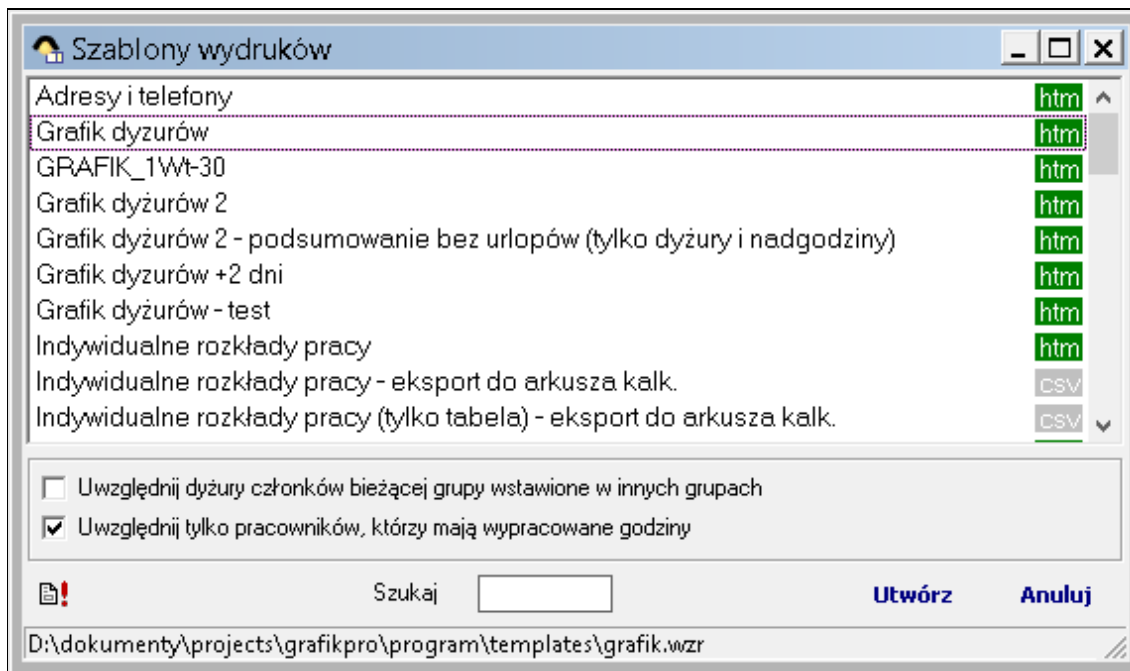 Szablony wydruków
Adresy i telefony htm
Grafik dyzurów htm
GRAFIK_1Wt-30 htm
Grafik dyżurów 2 htm
Grafik dyżurów 2 - podsumowanie bez urlopów (tylko dyżury i nadgodziny) htm
Grafik dyzurów +2 dni htm
Grafik dyżurów - test htm
Indywidualne rozkłady pracy htm
Indywidualne rozkłady pracy - eksport do arkusza kalk. csv
Indywidualne rozkłady pracy (tylko tabela) - eksport do arkusza kalk. csv
Uwzględnij dyżury członków bieżącej grupy wstawione w innych grupach
Uwzględnij tylko pracowników, którzy mają wypracowane godziny
Szukaj Utwórz Anuluj
D:\dokumenty\projects\grafikpro\program\templates\grafik.wzr